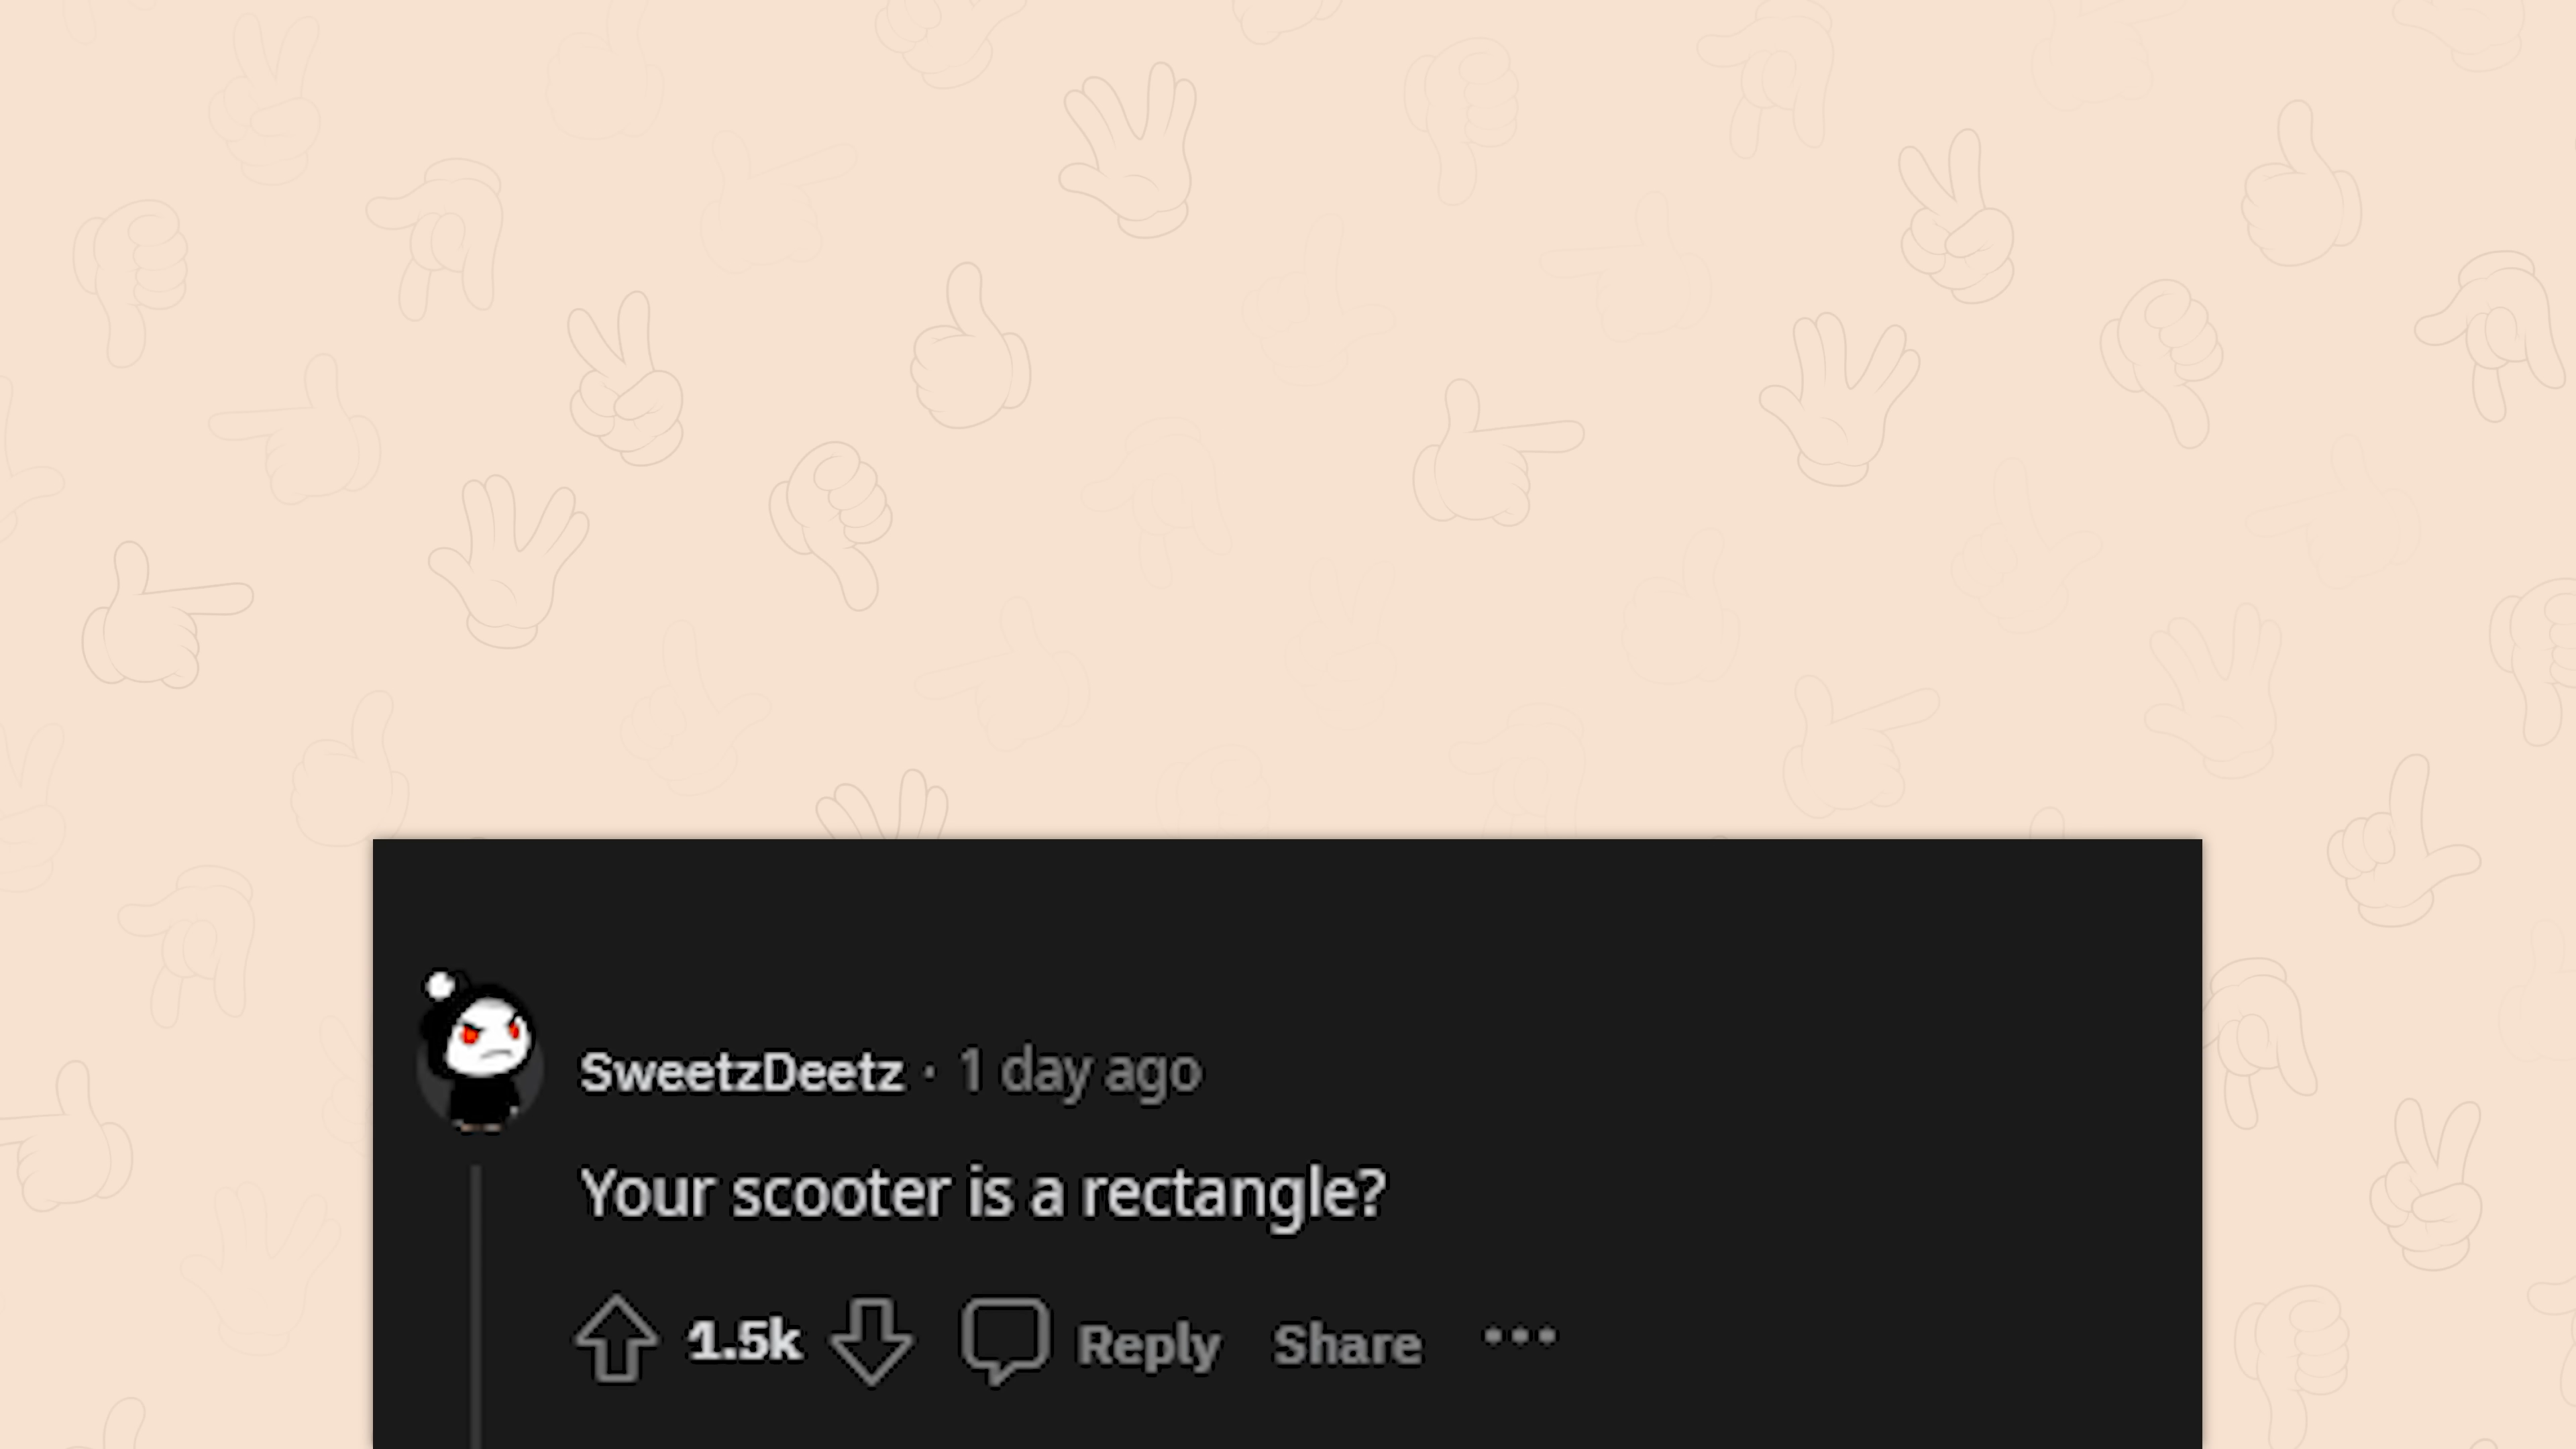 SweetzDeetz · 1 day ago
Your scooter is a rectangle?
1.5k Reply Share ...